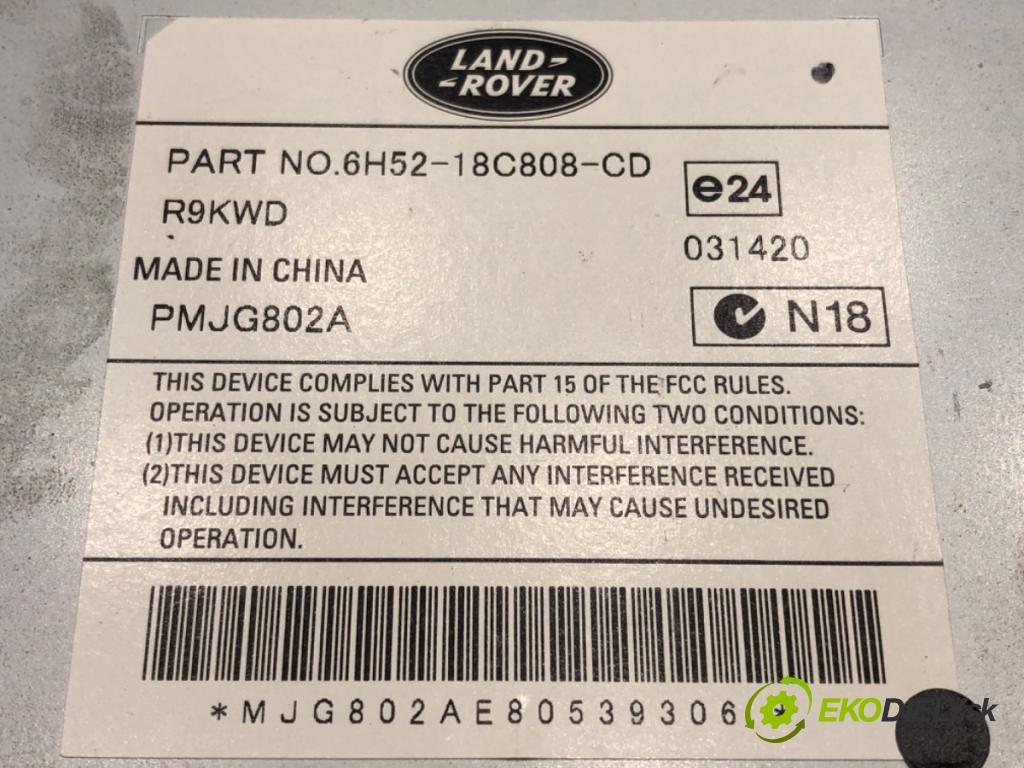 LAND-
-ROVER
PART NO.6H52-18C808-CD
e24
R9KWD
031420
MADE IN CHINA
PMJG802A
N18
THIS DEVICE COMPLIES WITH PART 15 OF THE FCC RULES.
OPERATION IS SUBJECT TO THE FOLLOWING TWO CONDITIONS:
(1)THIS DEVICE MAY NOT CAUSE HARMFUL INTERFERENCE.
(2)THIS DEVICE MUST ACCEPT ANY INTERFERENCE RECEIVED
INCLUDING INTERFERENCE THAT MAY CAUSE UNDESIRED
OPERATION.
*MJG802AE80539306
EKODIELY.sk